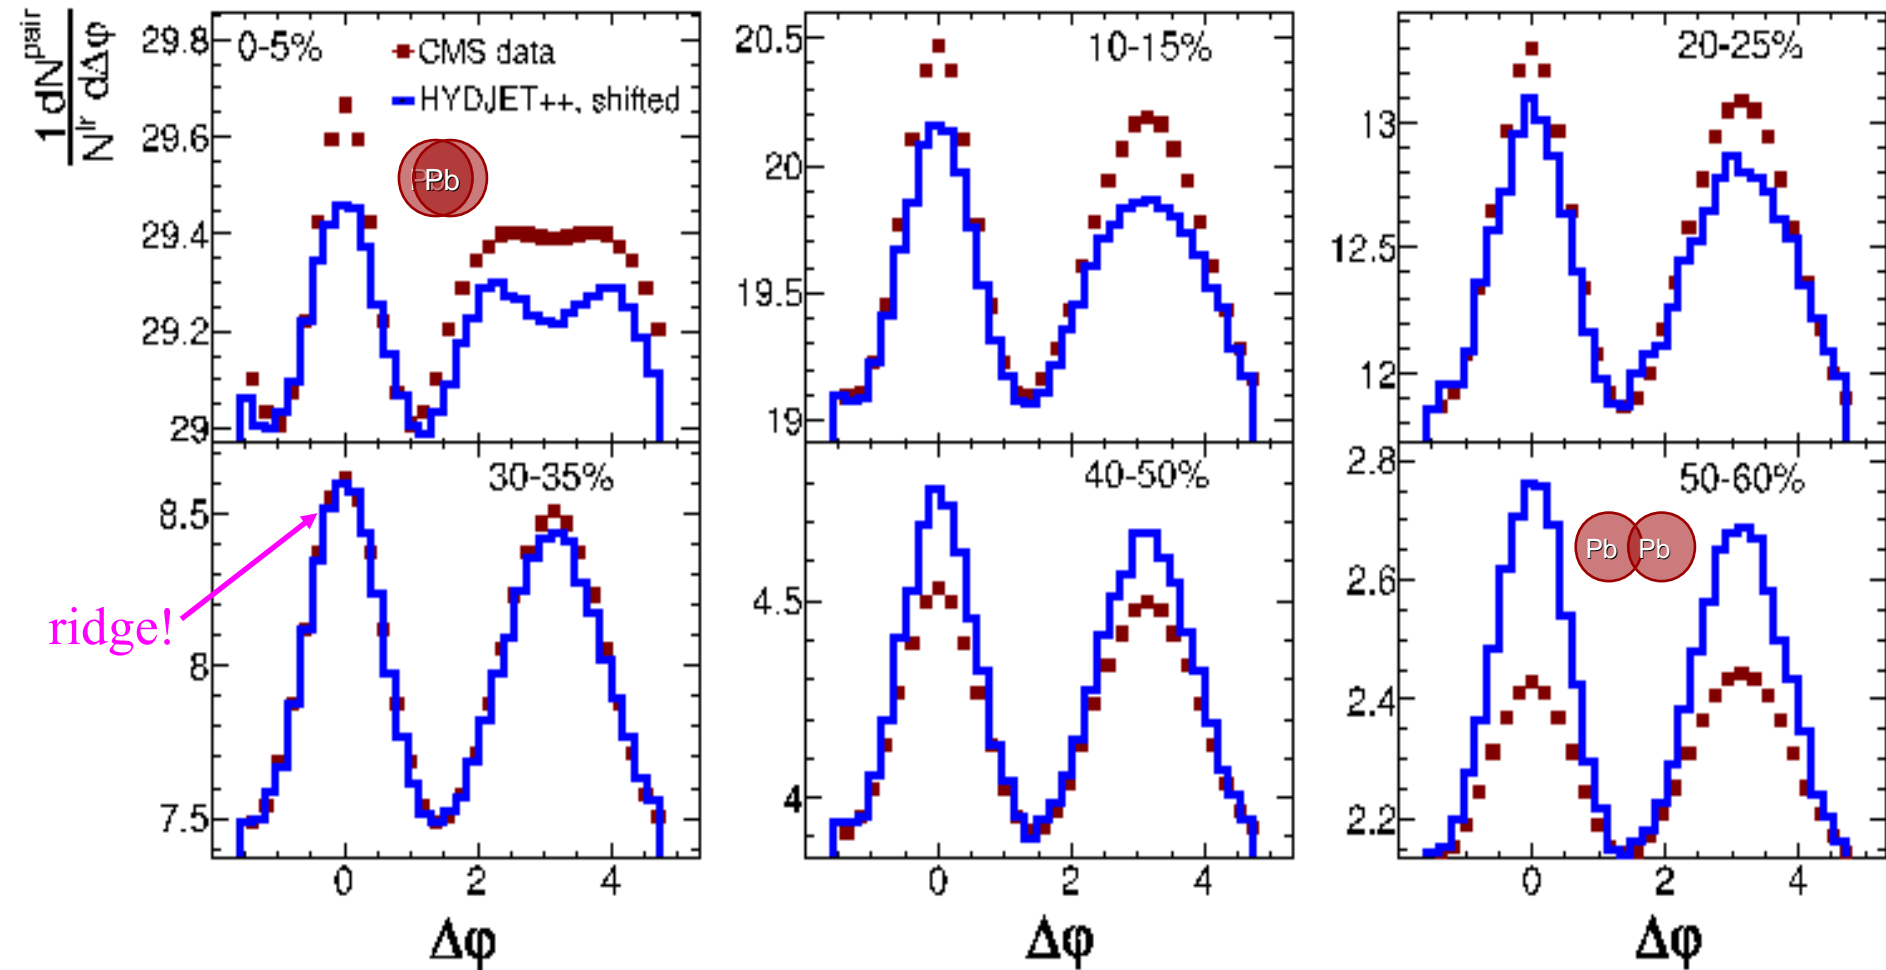 1 dN^pair
N^tr dΔφ
29.8
29.6
29.4
29.2
29
0-5%
CMS data
HYDJET++, shifted
Pb Pb
20.5
20
19.5
19
10-15%
13
12.5
12
20-25%
8.5
8
7.5
30-35%
ridge!
4.5
4
40-50%
2.8
2.6
2.4
2.2
50-60%
Pb Pb
0 2 4
0 2 4
0 2 4
Δφ
Δφ
Δφ